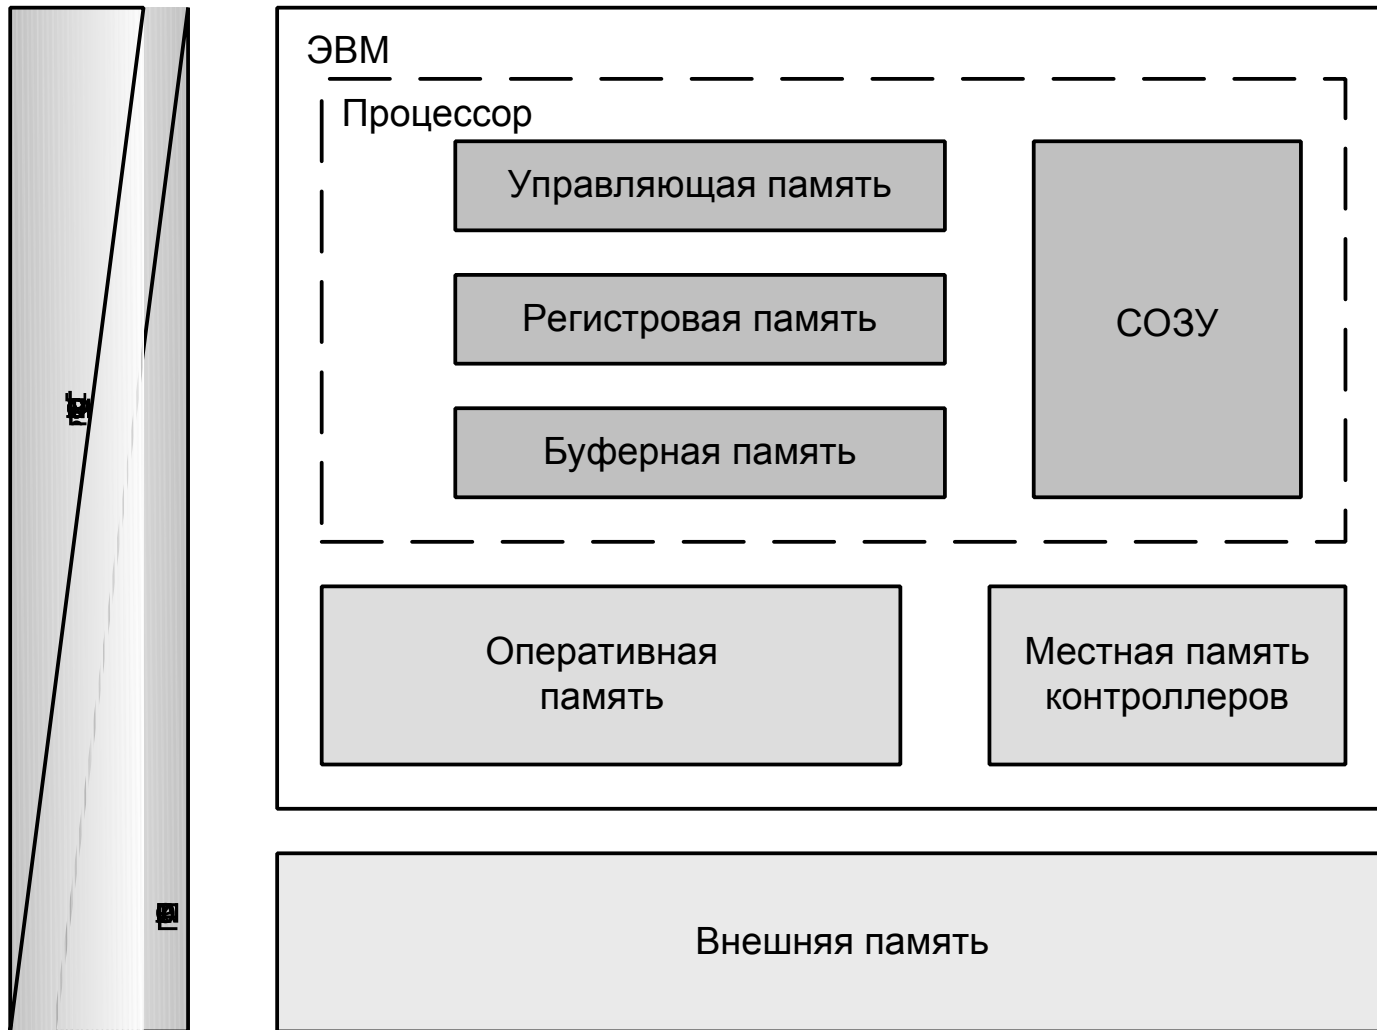 ЭВМ
Процессор
Управляющая память
Регистровая память
СОЗУ
Буферная память
Оперативная
память
Местная память
контроллеров
Внешняя память